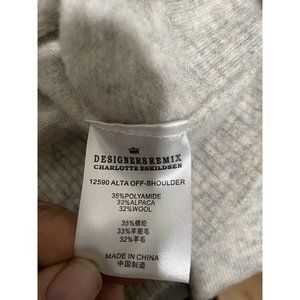 DESIGNERS REMIX
CHARLOTTE ESKILDSEN
12590 ALTA OFF-SHOULDER
35%POLYAMIDE
33%ALPACA
32%WOOL
35%锦纶
33%羊驼毛
32%羊毛
MADE IN CHINA
中国制造